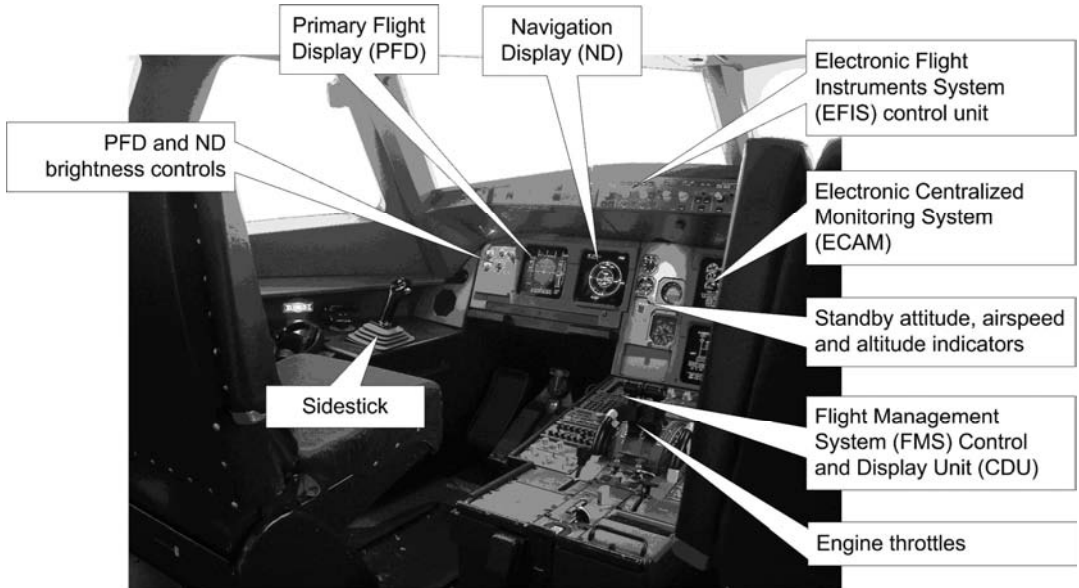 Primary Flight
Display (PFD)
Navigation
Display (ND)
Electronic Flight
Instruments System
(EFIS) control unit
PFD and ND
brightness controls
Electronic Centralized
Monitoring System
(ECAM)
Standby attitude, airspeed
and altitude indicators
Sidestick
Flight Management
System (FMS) Control
and Display Unit (CDU)
Engine throttles